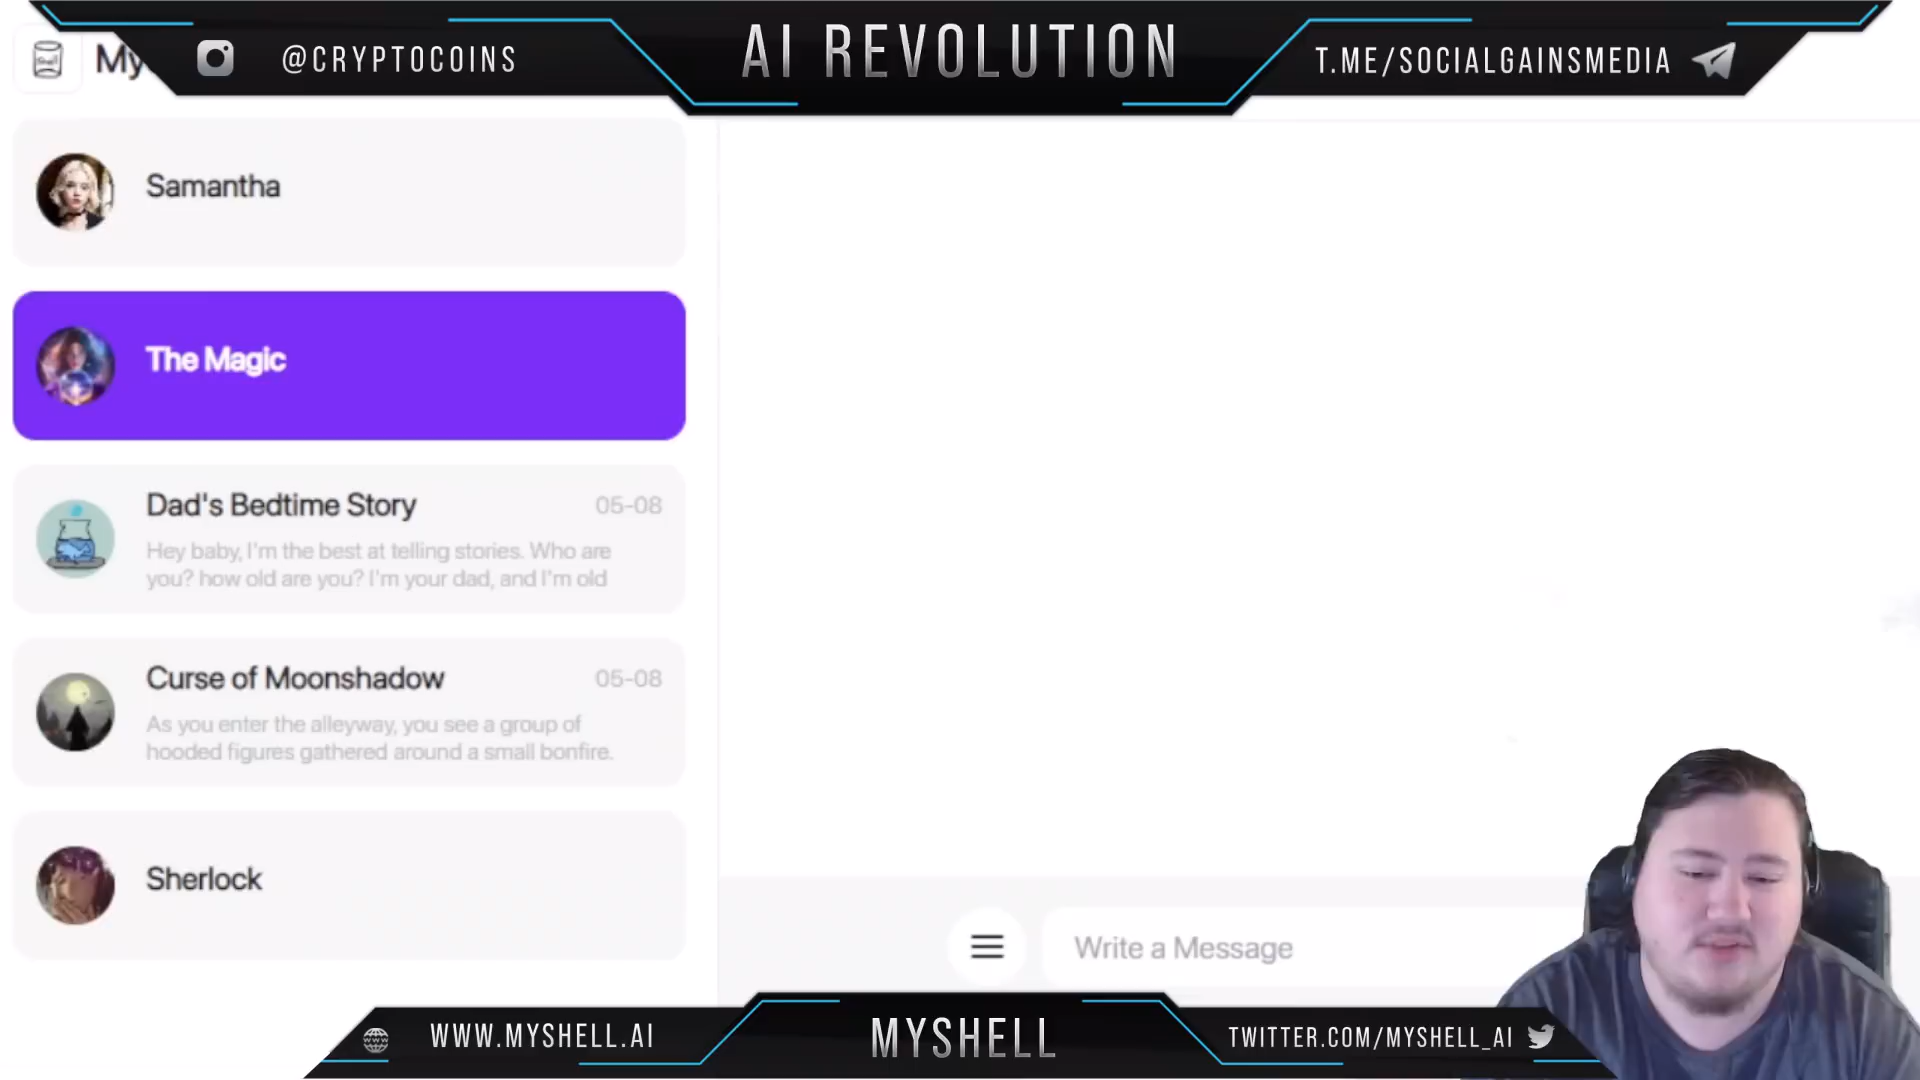 My
@CRYPTOCOINS
AI REVOLUTION
T.ME/SOCIALGAINSMEDIA
Samantha
The Magic
Dad's Bedtime Story
05-08
Hey baby, I'm the best at telling stories. Who are
you? how old are you? I'm your dad, and I'm old
Curse of Moonshadow
05-08
As you enter the alleyway, you see a group of
hooded figures gathered around a small bonfire.
Sherlock
Write a Message
WWW.MYSHELL.AI
MYSHELL
TWITTER.COM/MYSHELL_AI